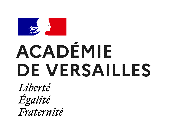 ACADÉMIE
DE VERSAILLES
Liberté
Égalité
Fraternité